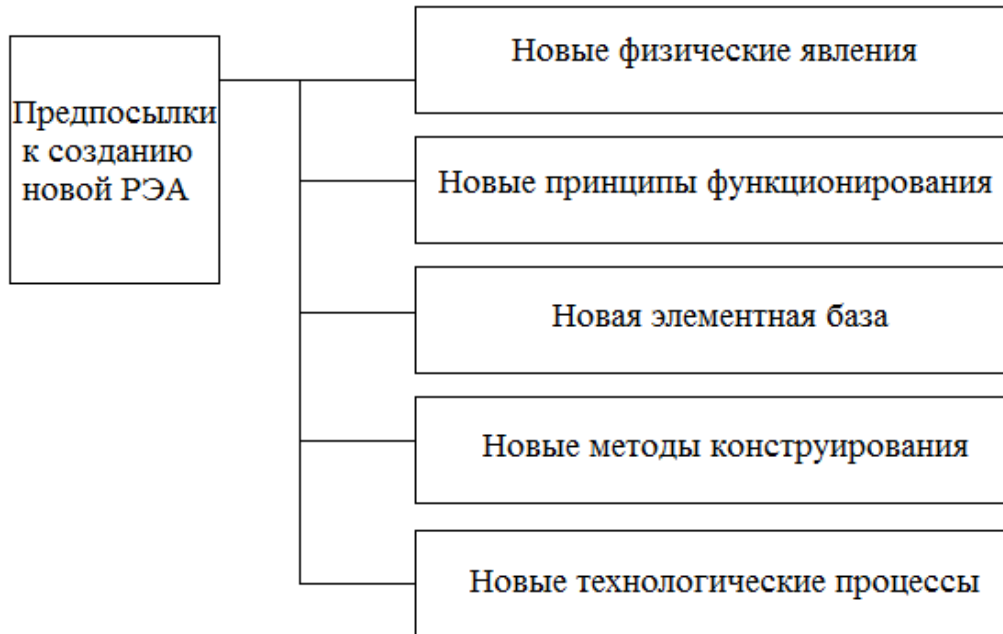 Предпосылки
к созданию
новой РЭА
Новые физические явления
Новые принципы функционирования
Новая элементная база
Новые методы конструирования
Новые технологические процессы